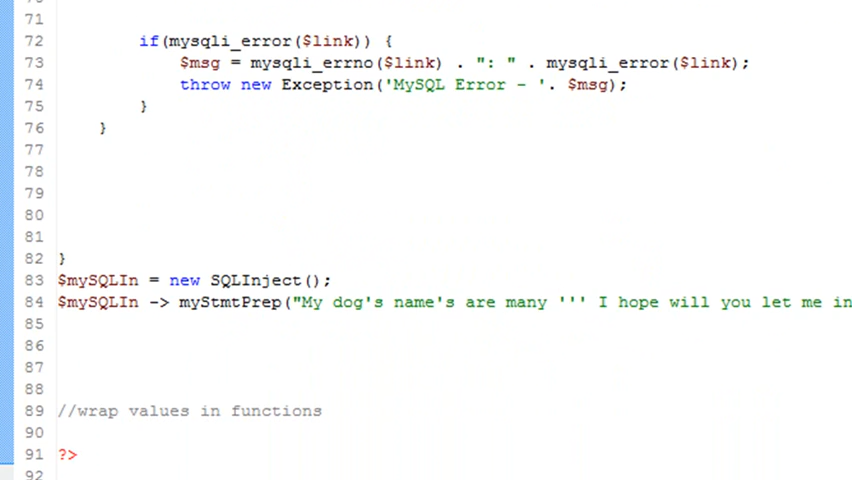 71
72 if(mysqli_error($link)) {
73 $msg = mysqli_errno($link) . ": " . mysqli_error($link);
74 throw new Exception('MySQL Error - '. $msg);
75 }
76 }
77
78
79
80
81
82 }
83 $mySQLIn = new SQLInject();
84 $mySQLIn -> myStmtPrep("My dog's name's are many ''' I hope will you let me in
85
86
87
88
89 //wrap values in functions
90
91 ?>
92